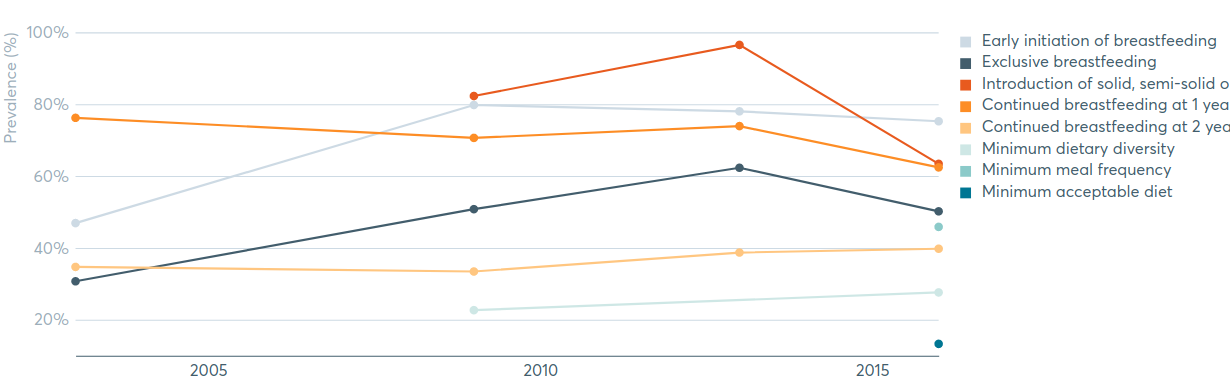 Prevalence (%)
100%
80%
60%
40%
20%
2005
2010
2015
Early initiation of breastfeeding
Exclusive breastfeeding
Introduction of solid, semi-solid o
Continued breastfeeding at 1 yea
Continued breastfeeding at 2 yea
Minimum dietary diversity
Minimum meal frequency
Minimum acceptable diet